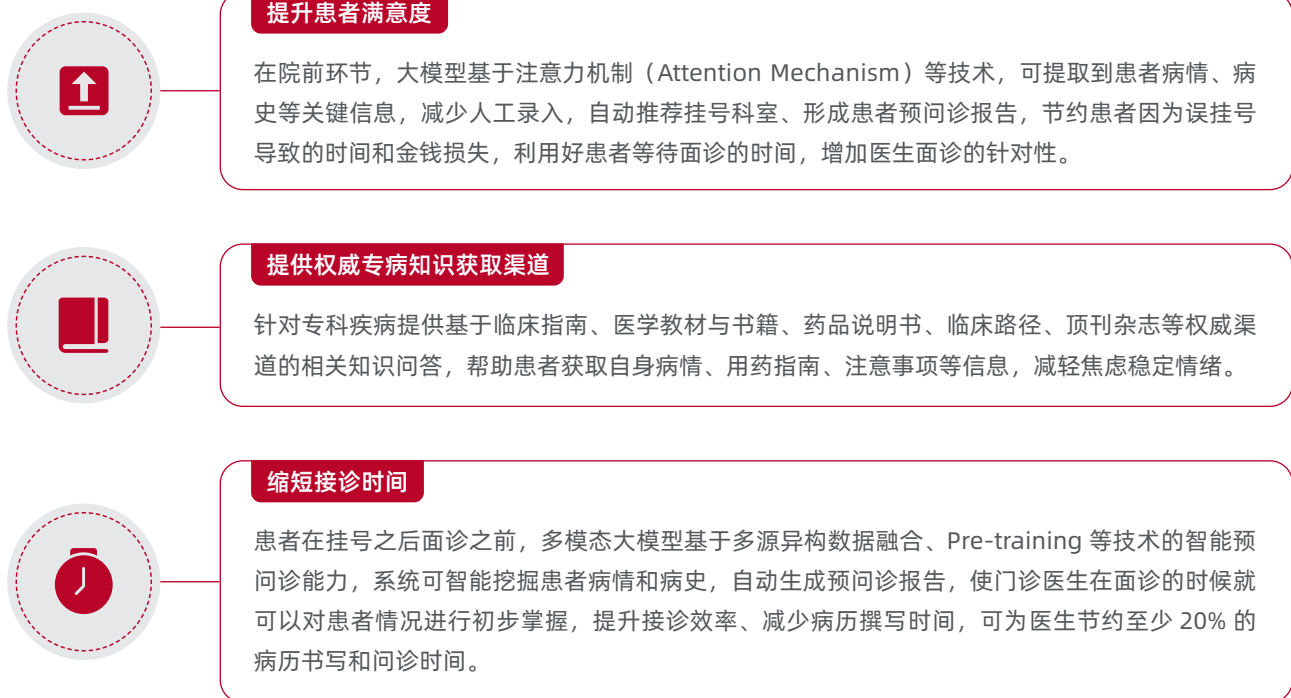 提升患者满意度
在院前环节，大模型基于注意力机制（Attention Mechanism）等技术，可提取到患者病情、病
史等关键信息，减少人工录入，自动推荐挂号科室、形成患者预问诊报告，节约患者因为误挂号
导致的时间和金钱损失，利用好患者等待面诊的时间，增加医生面诊的针对性。
提供权威专病知识获取渠道
针对专科疾病提供基于临床指南、医学教材与书籍、药品说明书、临床路径、顶刊杂志等权威渠
道的相关知识问答，帮助患者获取自身病情、用药指南、注意事项等信息，减轻焦虑稳定情绪。
缩短接诊时间
患者在挂号之后面诊之前，多模态大模型基于多源异构数据融合、Pre-training 等技术的智能预
问诊能力，系统可智能挖掘患者病情和病史，自动生成预问诊报告，使门诊医生在面诊的时候就
可以对患者情况进行初步掌握，提升接诊效率、减少病历撰写时间，可为医生节约至少 20% 的
病历书写和问诊时间。